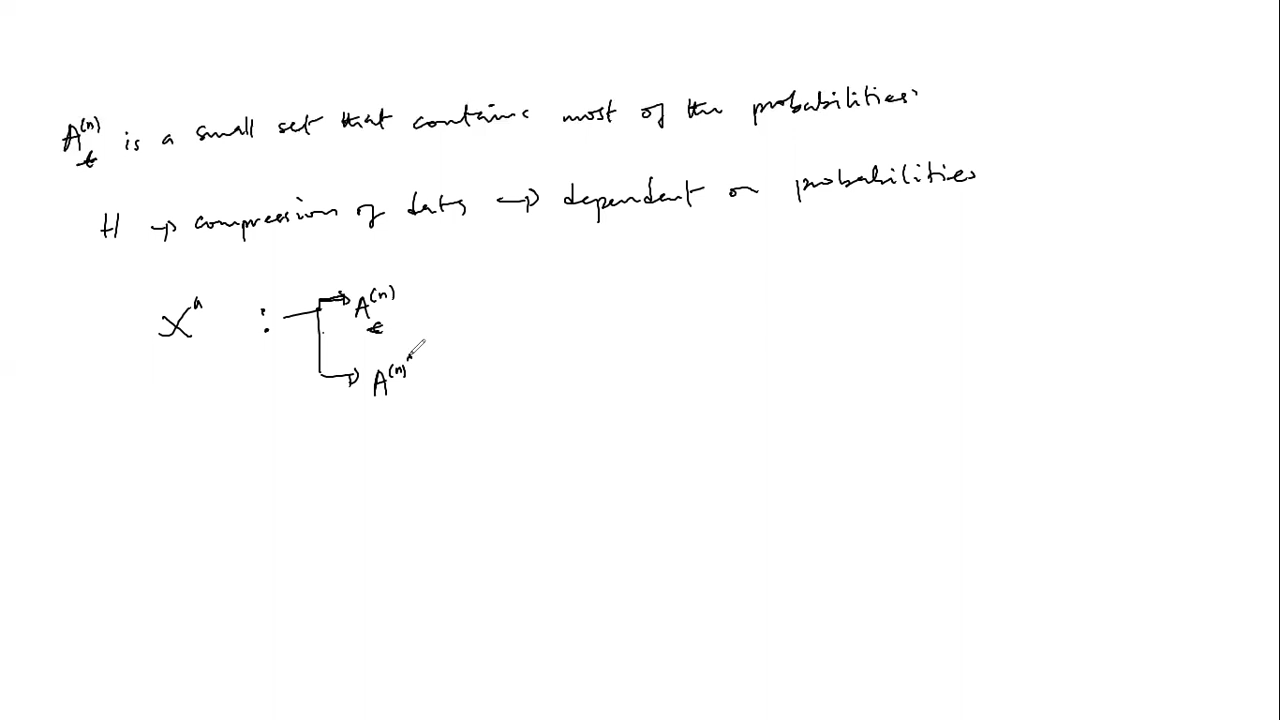 A_ε^(n) is a small set that contains most of the probabilities.
H → compression of data → dependent on probabilities
X^n : → A_ε^(n)
→ A^(n)